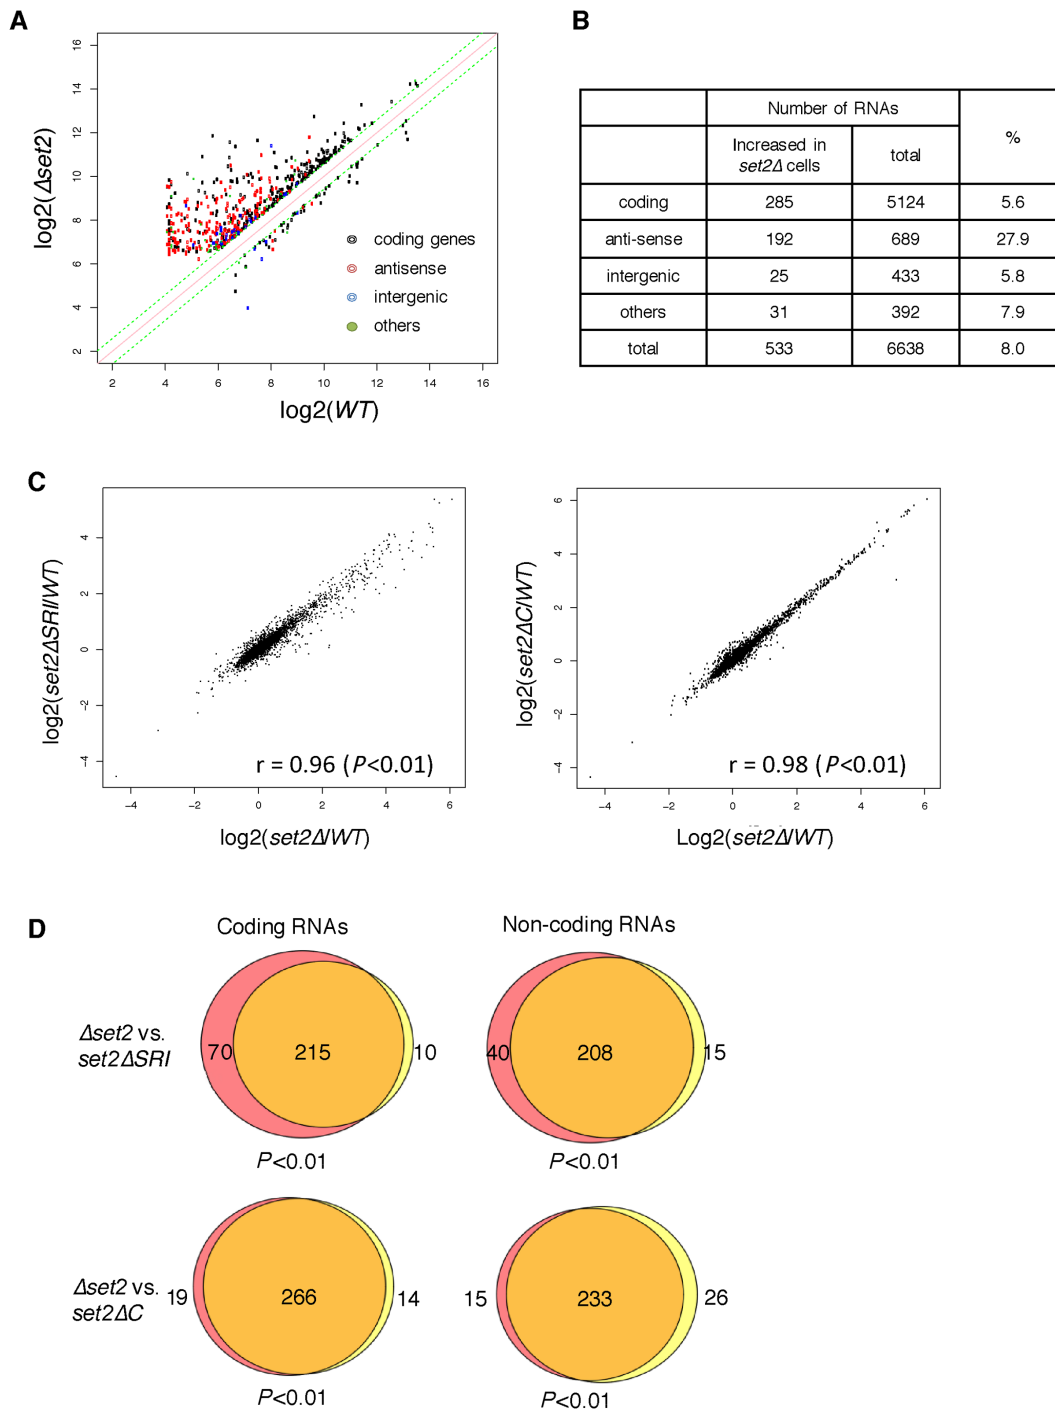 A
16
14
12
10
8
6
4
2
log2(Δset2)
coding genes
antisense
intergenic
others
2 4 6 8 10 12 14 16
log2(WT)
B
Number of RNAs
%
Increased in
set2Δ cells
total
coding 285 5124 5.6
anti-sense 192 689 27.9
intergenic 25 433 5.8
others 31 392 7.9
total 533 6638 8.0
C
4
2
0
−2
−4
log2(set2ΔSRI/WT)
r = 0.96 (P<0.01)
−4 −2 0 2 4 6
log2(set2Δ/WT)
6
4
2
0
−2
−4
log2(set2ΔC/WT)
r = 0.98 (P<0.01)
−4 −2 0 2 4 6
Log2(set2Δ/WT)
D
Coding RNAs
Non-coding RNAs
Δset2 vs.
set2ΔSRI
70 215 10
40 208 15
P<0.01
P<0.01
Δset2 vs.
set2ΔC
19 266 14
15 233 26
P<0.01
P<0.01